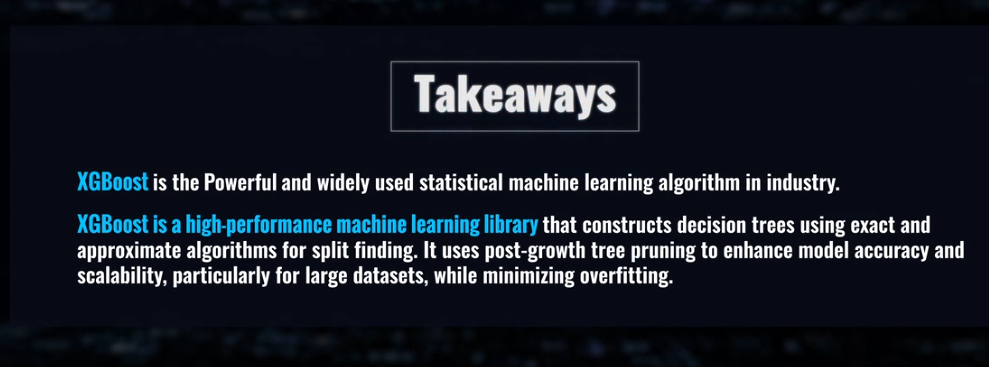 Takeaways
XGBoost is the Powerful and widely used statistical machine learning algorithm in industry.
XGBoost is a high-performance machine learning library that constructs decision trees using exact and
approximate algorithms for split finding. It uses post-growth tree pruning to enhance model accuracy and
scalability, particularly for large datasets, while minimizing overfitting.